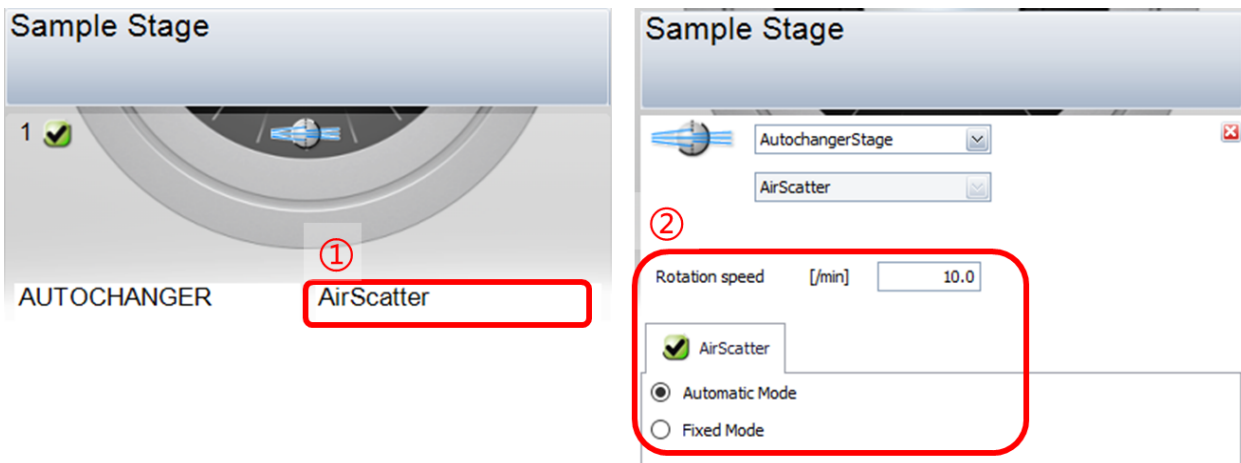 Sample Stage
1
①
AUTOCHANGER AirScatter
Sample Stage
AutochangerStage
AirScatter
②
Rotation speed [/min] 10.0
AirScatter
Automatic Mode
Fixed Mode